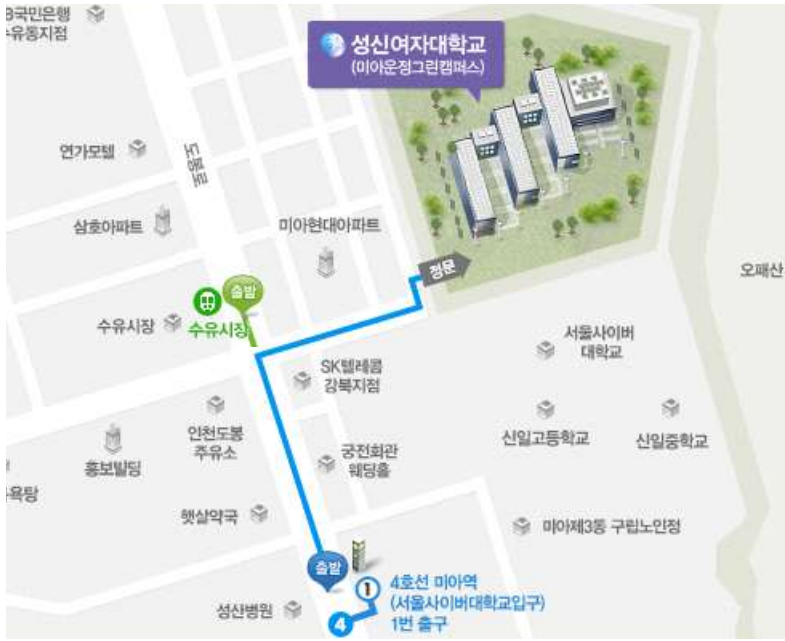 3국민은행
수유동지점
성신여자대학교
(미아운정그린캠퍼스)
연가모텔
도봉로
삼호아파트
미아현대아파트
정문
오패산
출발
수유시장
수유시장
서울사이버
대학교
SK텔레콤
강북지점
인천도봉
주유소
신일고등학교
신일중학교
홍보빌딩
궁전회관
웨딩홀
욕탕
햇살약국
미아제3동 구립노인정
출발
1
4호선 미아역
(서울사이버대학교입구)
1번 출구
성산병원
4